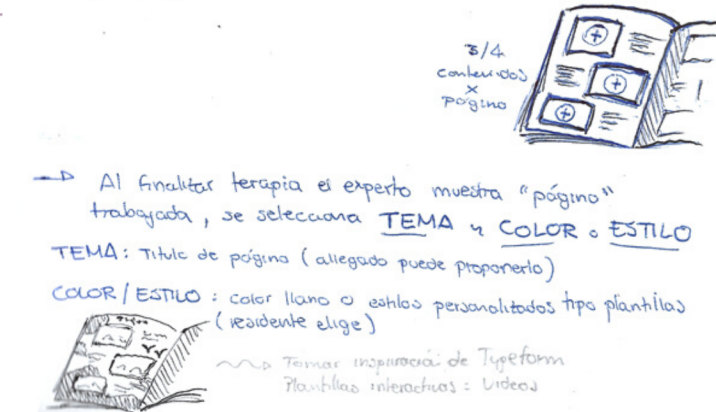 3/4
contenidos
x
página
Al finalizar terapia el experto muestra "página"
trabajada, se selecciona TEMA y COLOR o ESTILO
TEMA: Titulo de página (allegado puede proponerlo)
COLOR/ESTILO: color llano o estilos personalizados tipo plantillas
(residente elige)
Tomar inspiración de Typeform
Plantillas interactivas: Videos